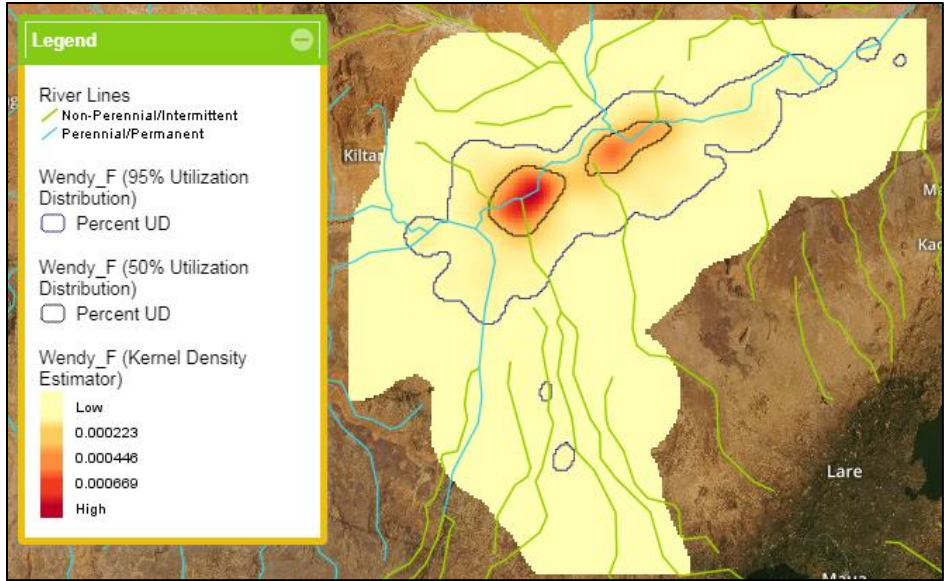 Legend
River Lines
Non-Perennial/Intermittent
Perennial/Permanent
Wendy_F (95% Utilization
Distribution)
Percent UD
Wendy_F (50% Utilization
Distribution)
Percent UD
Wendy_F (Kernel Density
Estimator)
Low
0.000223
0.000446
0.000669
High
Kiltar
Lare